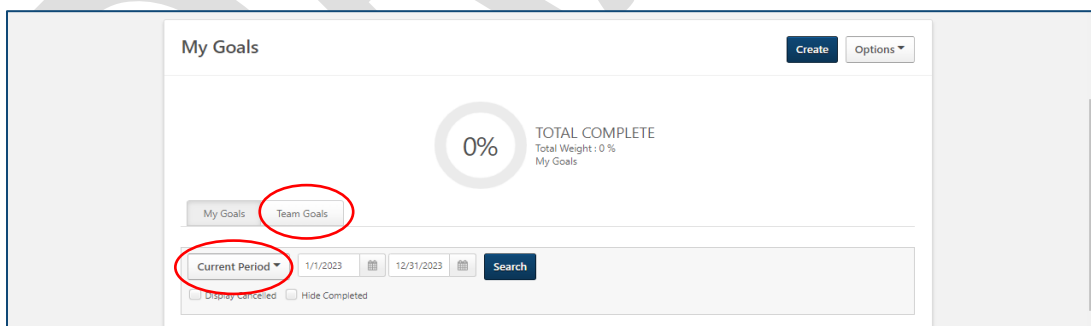 My Goals
Create
Options
0%
TOTAL COMPLETE
Total Weight : 0 %
My Goals
My Goals
Team Goals
Current Period
1/1/2023
12/31/2023
Search
Display Cancelled
Hide Completed